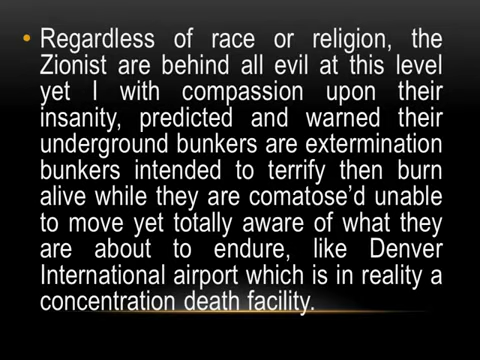 Regardless of race or religion, the
Zionist are behind all evil at this level
yet I with compassion upon their
insanity, predicted and warned their
underground bunkers are extermination
bunkers intended to terrify then burn
alive while they are comatose’d unable
to move yet totally aware of what they
are about to endure, like Denver
International airport which is in reality a
concentration death facility.